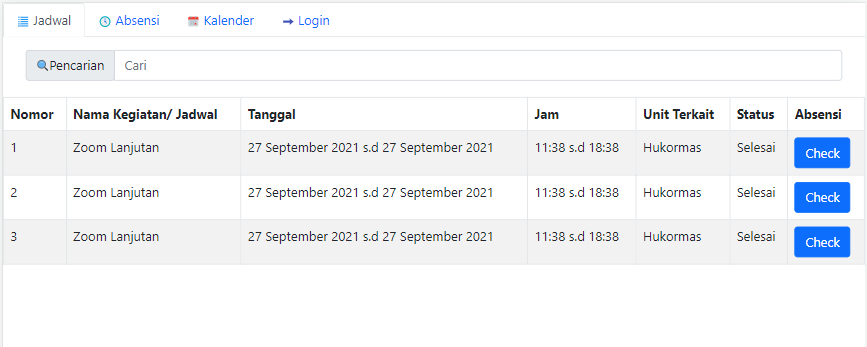 Jadwal Absensi Kalender Login
Pencarian Cari
Nomor Nama Kegiatan/ Jadwal Tanggal Jam Unit Terkait Status Absensi
1 Zoom Lanjutan 27 September 2021 s.d 27 September 2021 11:38 s.d 18:38 Hukormas Selesai Check
2 Zoom Lanjutan 27 September 2021 s.d 27 September 2021 11:38 s.d 18:38 Hukormas Selesai Check
3 Zoom Lanjutan 27 September 2021 s.d 27 September 2021 11:38 s.d 18:38 Hukormas Selesai Check